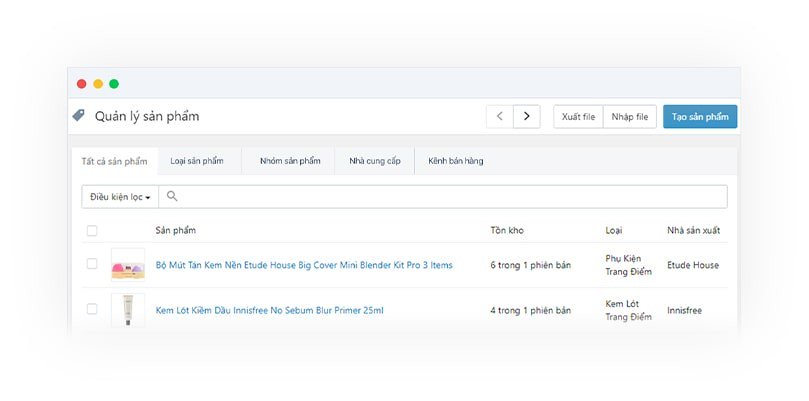 Quản lý sản phẩm
Xuất file
Nhập file
Tạo sản phẩm
Tất cả sản phẩm
Loại sản phẩm
Nhóm sản phẩm
Nhà cung cấp
Kênh bán hàng
Điều kiện lọc
Sản phẩm
Tồn kho
Loại
Nhà sản xuất
Bộ Mút Tán Kem Nền Etude House Big Cover Mini Blender Kit Pro 3 Items
6 trong 1 phiên bản
Phụ Kiện
Trang Điểm
Etude House
Kem Lót Kiềm Dầu Innisfree No Sebum Blur Primer 25ml
4 trong 1 phiên bản
Kem Lót
Trang Điểm
Innisfree